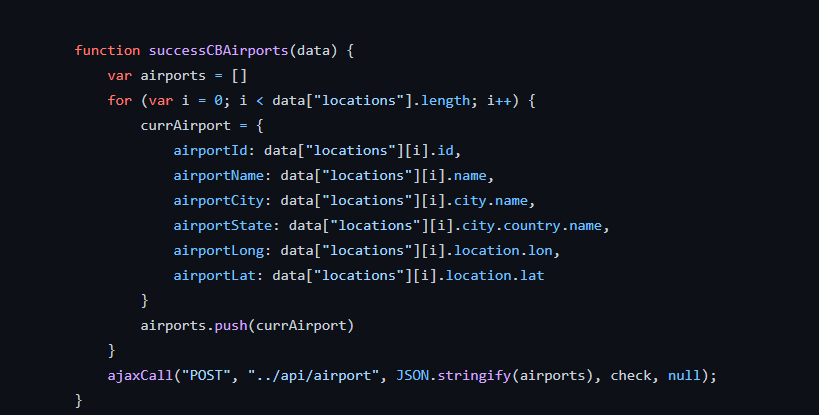 function successCBAirports(data) {
    var airports = []
    for (var i = 0; i < data["locations"].length; i++) {
        currAirport = {
            airportId: data["locations"][i].id,
            airportName: data["locations"][i].name,
            airportCity: data["locations"][i].city.name,
            airportState: data["locations"][i].city.country.name,
            airportLong: data["locations"][i].location.lon,
            airportLat: data["locations"][i].location.lat
        }
        airports.push(currAirport)
    }
    ajaxCall("POST", "../api/airport", JSON.stringify(airports), check, null);
}